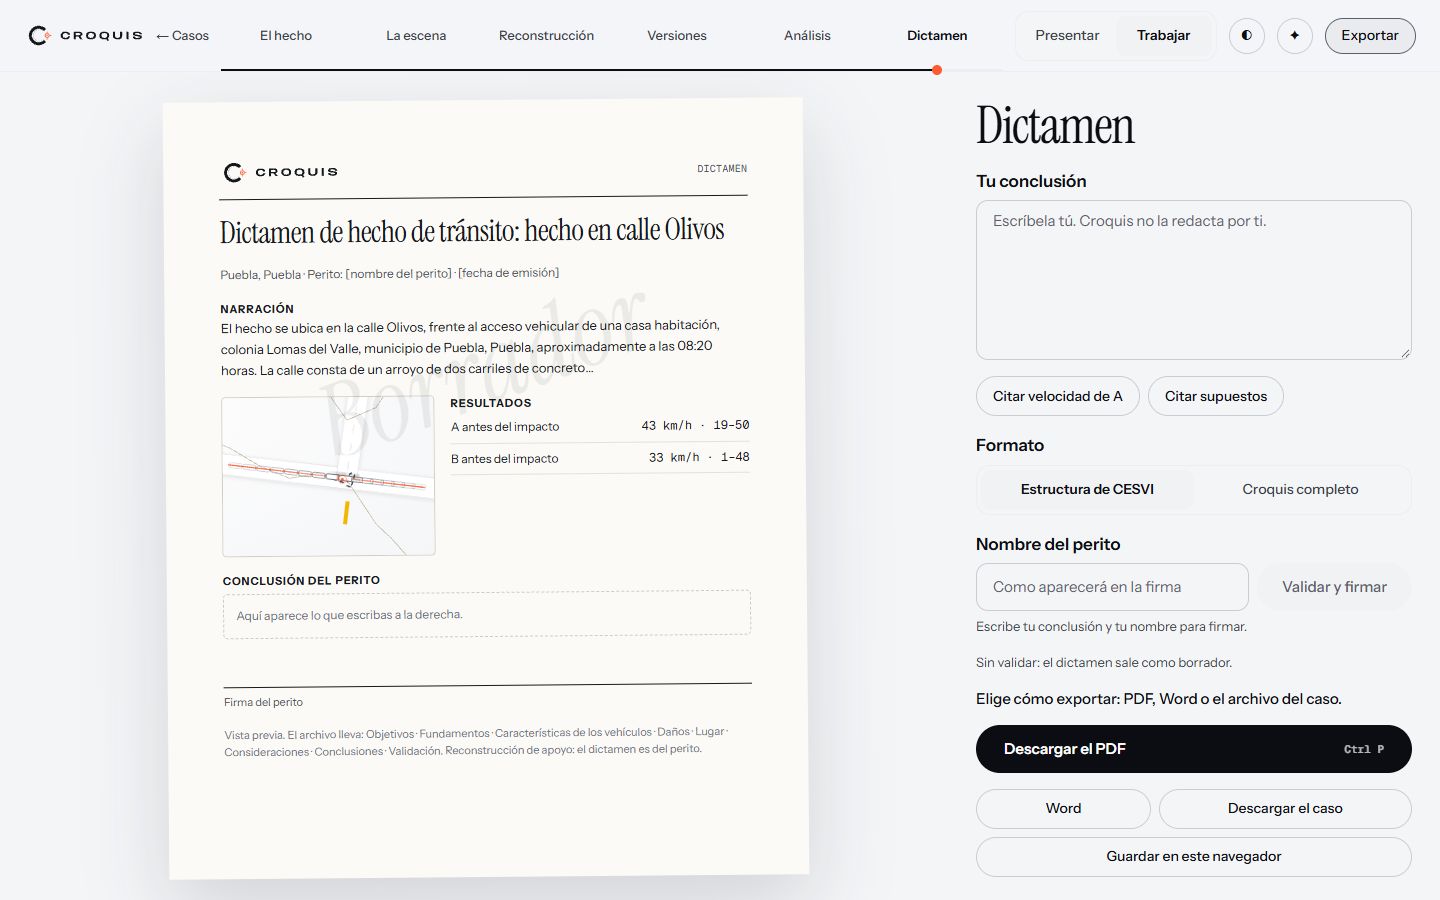 CROQUIS
← Casos
El hecho
La escena
Reconstrucción
Versiones
Análisis
Dictamen
Presentar
Trabajar
Exportar
CROQUIS
DICTAMEN
Dictamen de hecho de tránsito: hecho en calle Olivos
Puebla, Puebla · Perito: [nombre del perito] · [fecha de emisión]
NARRACIÓN
El hecho se ubica en la calle Olivos, frente al acceso vehicular de una casa habitación,
colonia Lomas del Valle, municipio de Puebla, Puebla, aproximadamente a las 08:20
horas. La calle consta de un arroyo de dos carriles de concreto...
Borrador
RESULTADOS
A antes del impacto 43 km/h · 19–50
B antes del impacto 33 km/h · 1–48
CONCLUSIÓN DEL PERITO
Aquí aparece lo que escribas a la derecha.
Firma del perito
Vista previa. El archivo lleva: Objetivos · Fundamentos · Características de los vehículos · Daños · Lugar ·
Consideraciones · Conclusiones · Validación. Reconstrucción de apoyo: el dictamen es del perito.
Dictamen
Tu conclusión
Escríbela tú. Croquis no la redacta por ti.
Citar velocidad de A
Citar supuestos
Formato
Estructura de CESVI
Croquis completo
Nombre del perito
Como aparecerá en la firma
Validar y firmar
Escribe tu conclusión y tu nombre para firmar.
Sin validar: el dictamen sale como borrador.
Elige cómo exportar: PDF, Word o el archivo del caso.
Descargar el PDF Ctrl P
Word
Descargar el caso
Guardar en este navegador